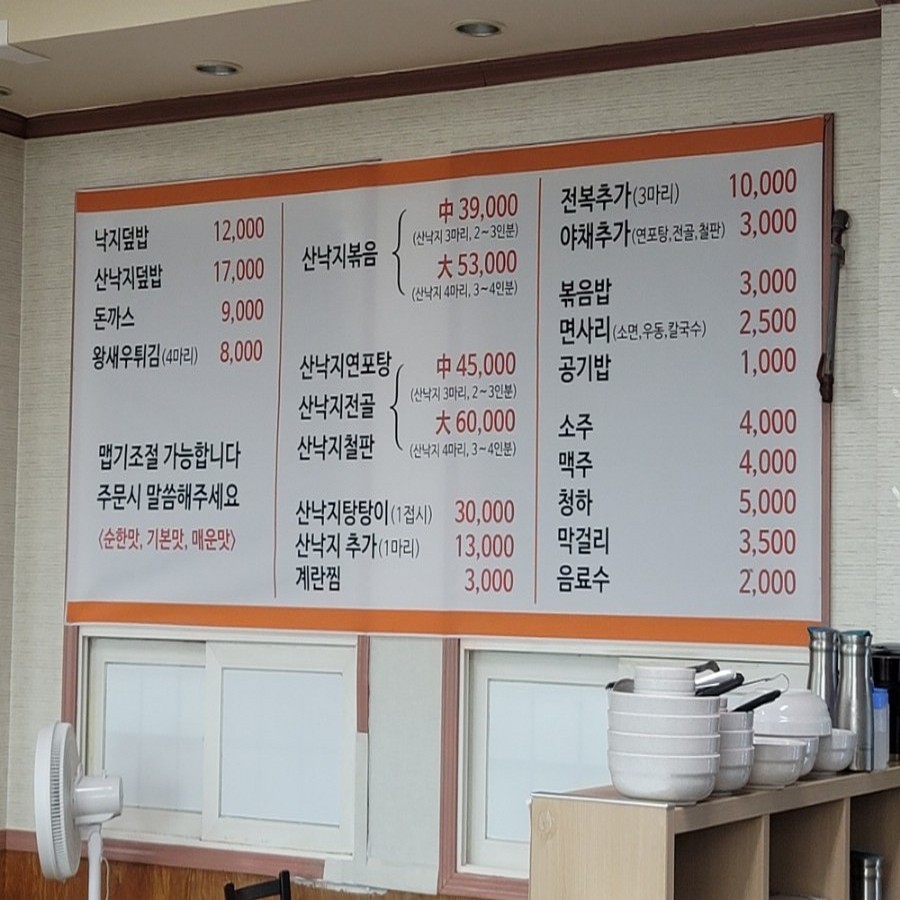 낙지덮밥 12,000
산낙지덮밥 17,000
돈까스 9,000
왕새우튀김(4마리) 8,000
맵기조절 가능합니다
주문시 말씀해주세요
〈순한맛, 기본맛, 매운맛〉
산낙지볶음
中 39,000
(산낙지 3마리, 2~3인분)
大 53,000
(산낙지 4마리, 3~4인분)
산낙지연포탕
산낙지전골
산낙지철판
中 45,000
(산낙지 3마리, 2~3인분)
大 60,000
(산낙지 4마리, 3~4인분)
산낙지탕탕이(1접시) 30,000
산낙지 추가(1마리) 13,000
계란찜 3,000
전복추가(3마리) 10,000
야채추가(연포탕,전골,철판) 3,000
볶음밥 3,000
면사리(소면,우동,칼국수) 2,500
공기밥 1,000
소주 4,000
맥주 4,000
청하 5,000
막걸리 3,500
음료수 2,000